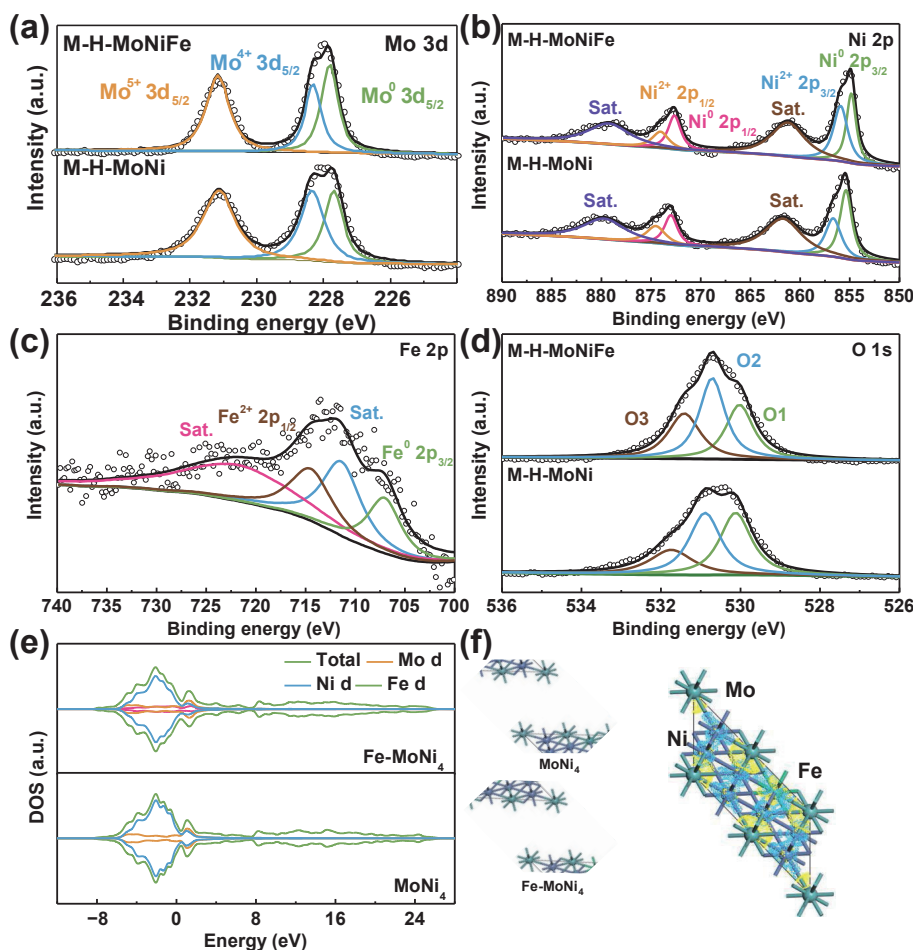 (a)
M-H-MoNiFe
Mo 3d
Mo⁵⁺ 3d₅/₂
Mo⁴⁺ 3d₅/₂
Mo⁰ 3d₅/₂
M-H-MoNi
Intensity (a.u.)
236 234 232 230 228 226 224
Binding energy (eV)
(b)
M-H-MoNiFe
Ni 2p
Ni⁰ 2p₃/₂
Ni²⁺ 2p₁/₂
Ni²⁺ 2p₃/₂
Sat.
Ni⁰ 2p₁/₂
Sat.
M-H-MoNi
Sat.
Sat.
Intensity (a.u.)
890 885 880 875 870 865 860 855 850
Binding energy (eV)
(c)
Fe 2p
Fe²⁺ 2p₁/₂
Sat.
Sat.
Fe⁰ 2p₃/₂
Intensity (a.u.)
740 735 730 725 720 715 710 705 700
Binding energy (eV)
(d)
M-H-MoNiFe
O 1s
O2
O3
O1
M-H-MoNi
Intensity (a.u.)
536 534 532 530 528 526
Binding energy (eV)
(e)
Total
Mo d
Ni d
Fe d
Fe-MoNi₄
MoNi₄
DOS (a.u.)
−8 0 8 16 24
Energy (eV)
(f)
MoNi₄
Fe-MoNi₄
Mo
Ni
Fe